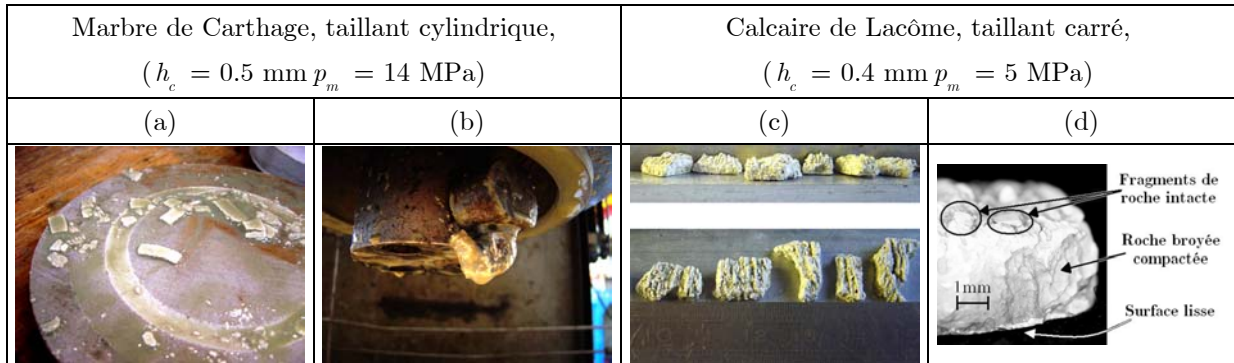 Marbre de Carthage, taillant cylindrique,
(h_c = 0.5 mm p_m = 14 MPa)
Calcaire de Lacôme, taillant carré,
(h_c = 0.4 mm p_m = 5 MPa)
(a)
(b)
(c)
(d)
Fragments de
roche intacte
Roche broyée
compactée
1mm
Surface lisse